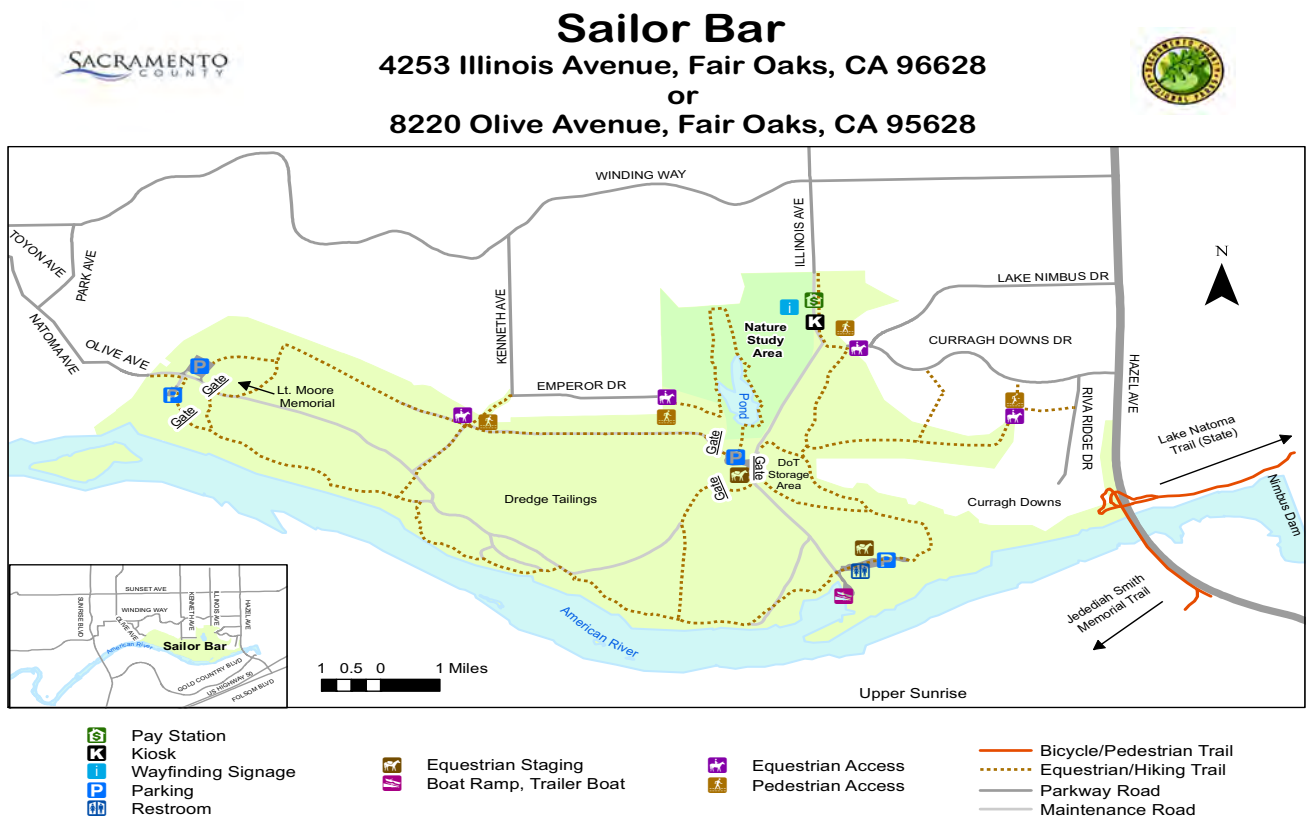 Sailor Bar
SACRAMENTO
COUNTY
4253 Illinois Avenue, Fair Oaks, CA 96628
or
8220 Olive Avenue, Fair Oaks, CA 95628
SACRAMENTO COUNTY
REGIONAL PARKS
WINDING WAY
TOYON AVE
PARK AVE
NATOMA AVE
OLIVE AVE
KENNETH AVE
ILLINOIS AVE
LAKE NIMBUS DR
N
i
$
K
Nature
Study
Area
CURRAGH DOWNS DR
HAZEL AVE
RIVA RIDGE DR
EMPEROR DR
P
P
Gate
Gate
Lt. Moore
Memorial
Pond
Gate
P
Gate
Gate
DoT
Storage
Area
Dredge Tailings
Curragh Downs
Lake Natoma
Trail (State)
Nimbus Dam
P
Jedediah Smith
Memorial Trail
American River
Upper Sunrise
1 0.5 0 1 Miles
SUNSET AVE
SUNRISE BLVD
WINDING WAY
KENNETH AVE
ILLINOIS AVE
HAZEL AVE
OLIVE AVE
American River
Sailor Bar
GOLD COUNTRY BLVD
US HIGHWAY 50
FOLSOM BLVD
$ Pay Station
K Kiosk
i Wayfinding Signage
P Parking
Restroom
Equestrian Staging
Boat Ramp, Trailer Boat
Equestrian Access
Pedestrian Access
Bicycle/Pedestrian Trail
Equestrian/Hiking Trail
Parkway Road
Maintenance Road